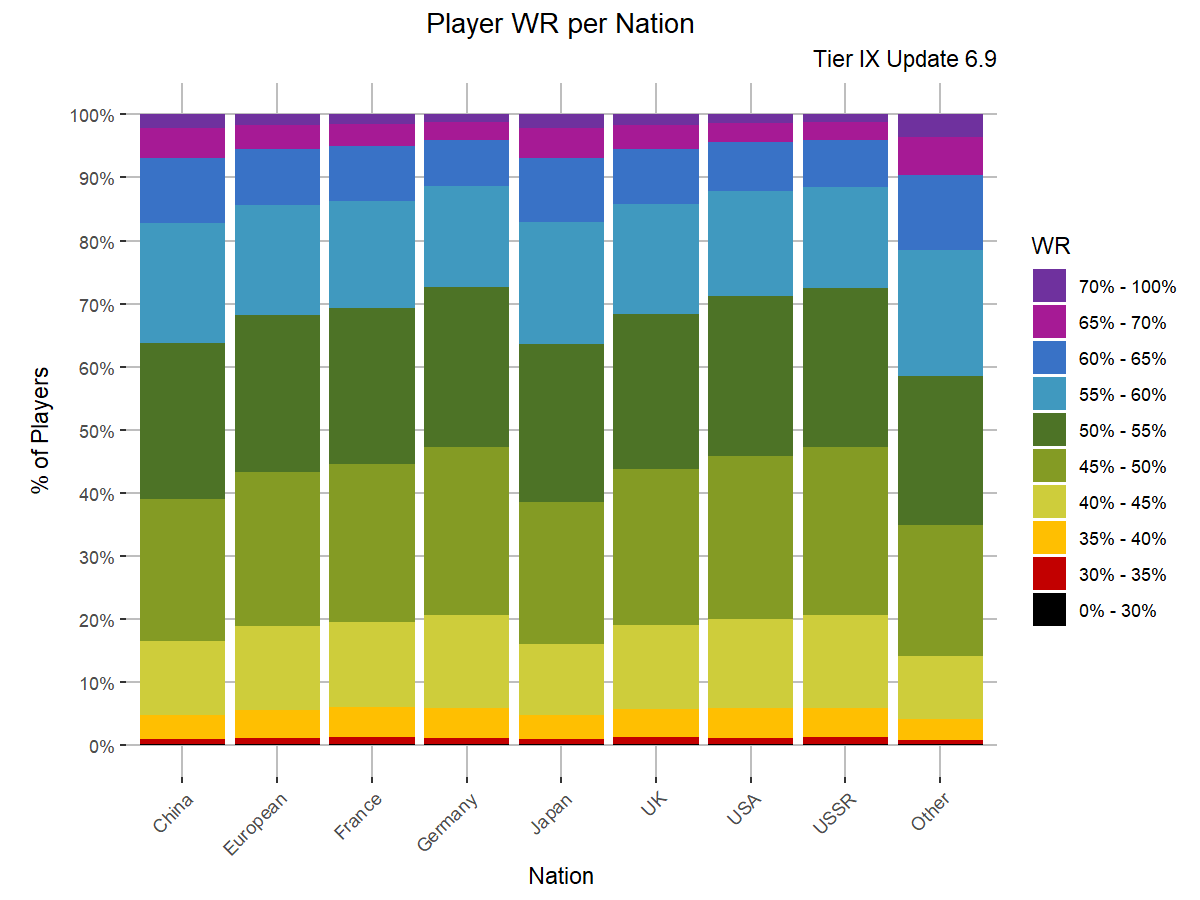 Player WR per Nation
Tier IX Update 6.9
% of Players
100%
90%
80%
70%
60%
50%
40%
30%
20%
10%
0%
China
European
France
Germany
Japan
UK
USA
USSR
Other
Nation
WR
70% - 100%
65% - 70%
60% - 65%
55% - 60%
50% - 55%
45% - 50%
40% - 45%
35% - 40%
30% - 35%
0% - 30%